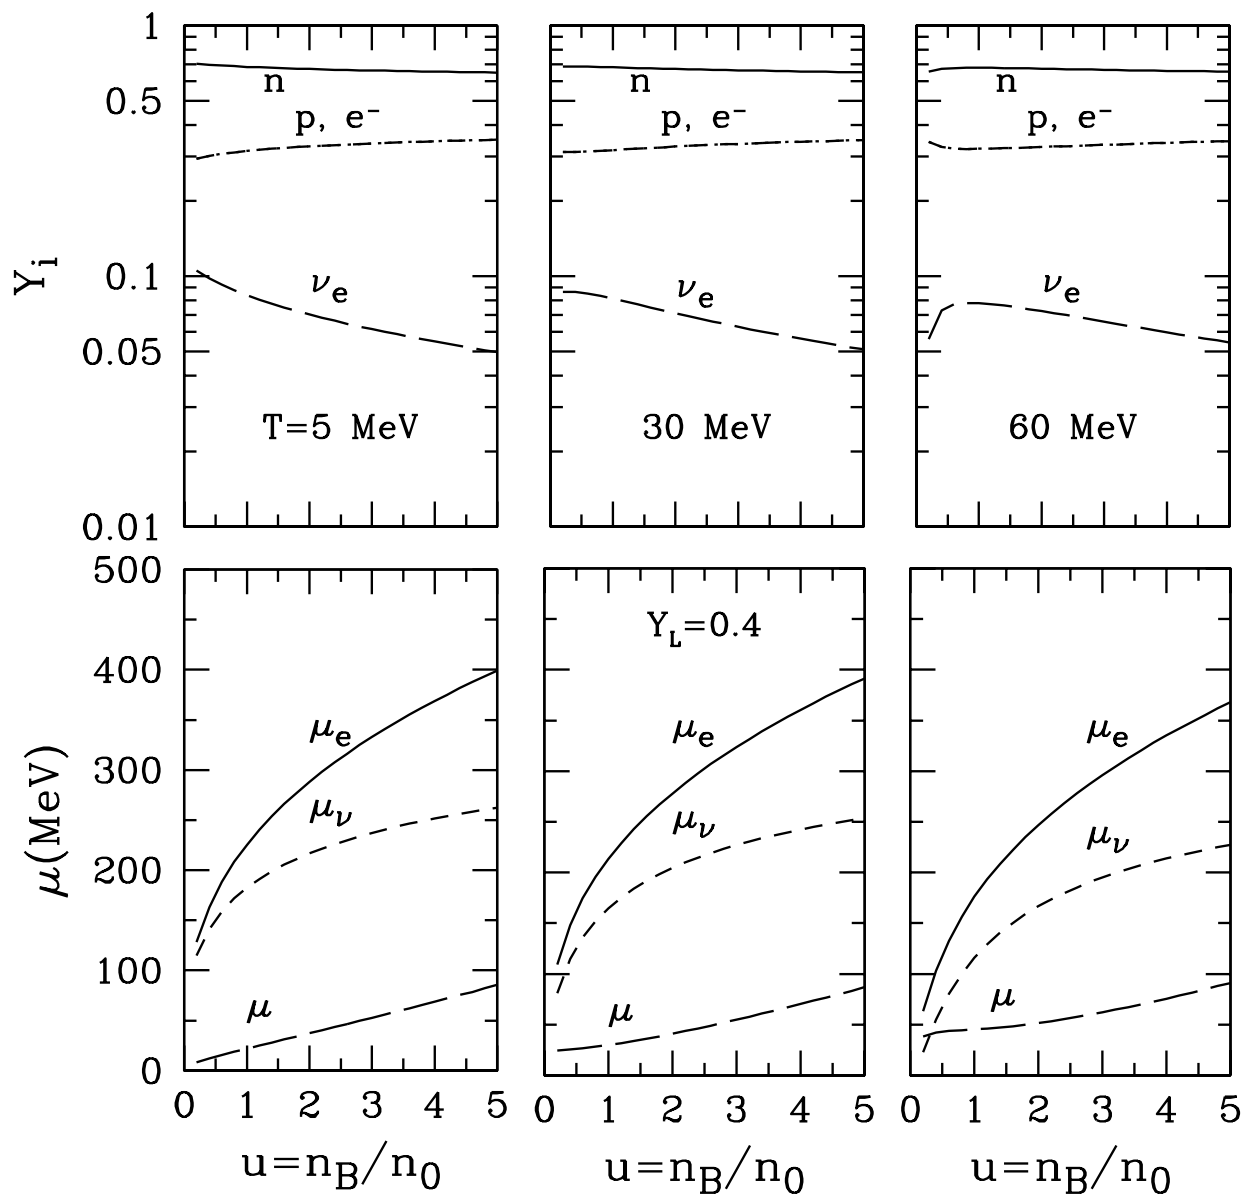 1
0.5
0.1
0.05
0.01
Y_i
n
p, e⁻
ν_e
T=5 MeV
n
p, e⁻
ν_e
30 MeV
n
p, e⁻
ν_e
60 MeV
500
400
300
200
100
0
μ(MeV)
μ_e
μ_ν
μ
Y_L=0.4
μ_e
μ_ν
μ
μ_e
μ_ν
μ
0 1 2 3 4 5
0 1 2 3 4 5
0 1 2 3 4 5
u=n_B/n_0
u=n_B/n_0
u=n_B/n_0